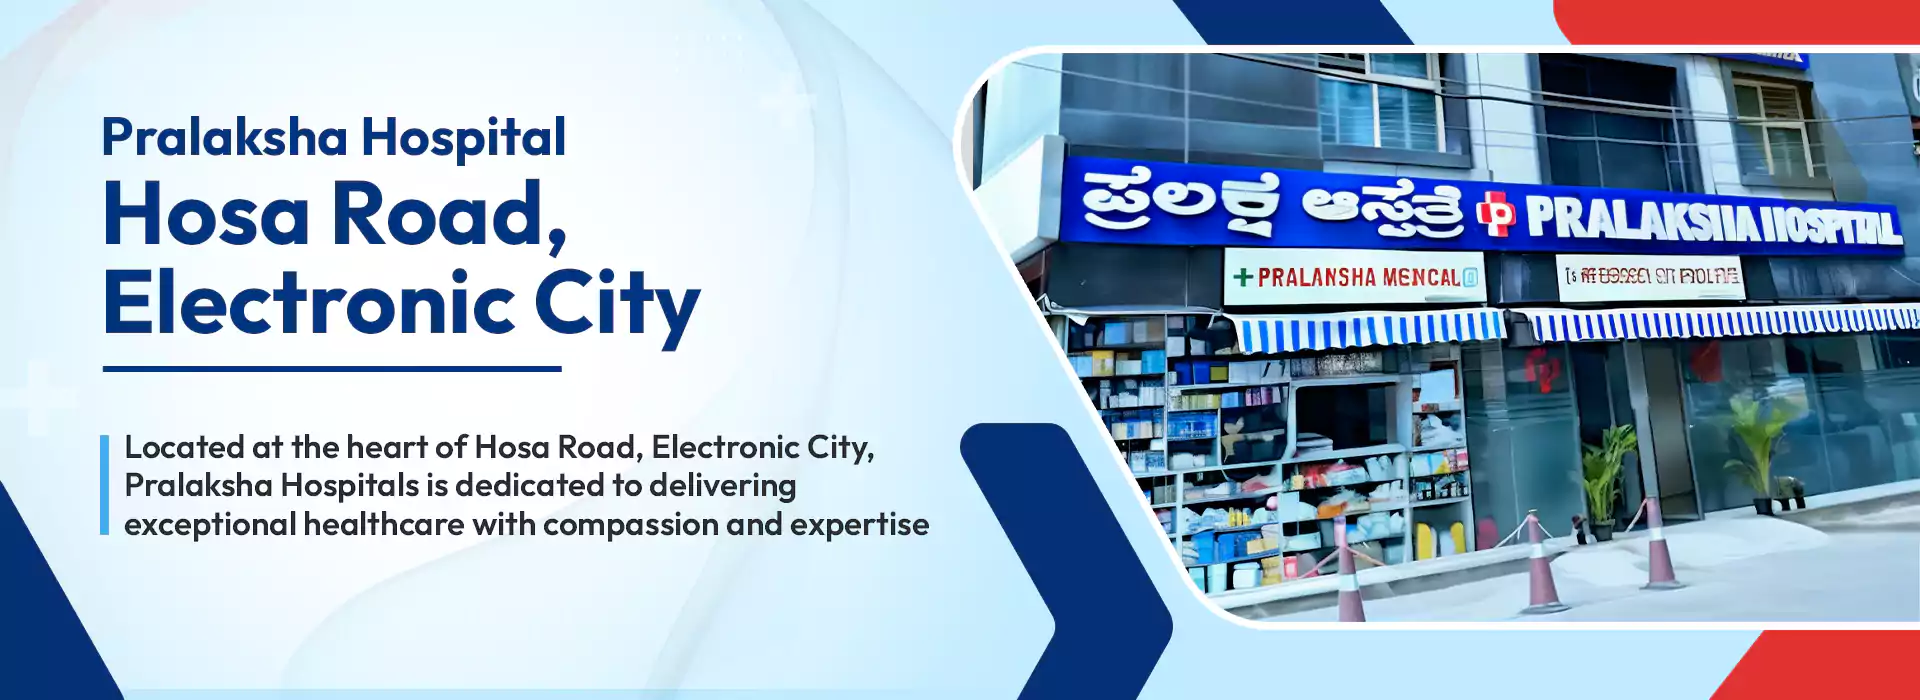 Pralaksha Hospital
Hosa Road,
Electronic City
Located at the heart of Hosa Road, Electronic City,
Pralaksha Hospitals is dedicated to delivering
exceptional healthcare with compassion and expertise
PRALAKSHA HOSPITAL
PRALANSHA MENCAL